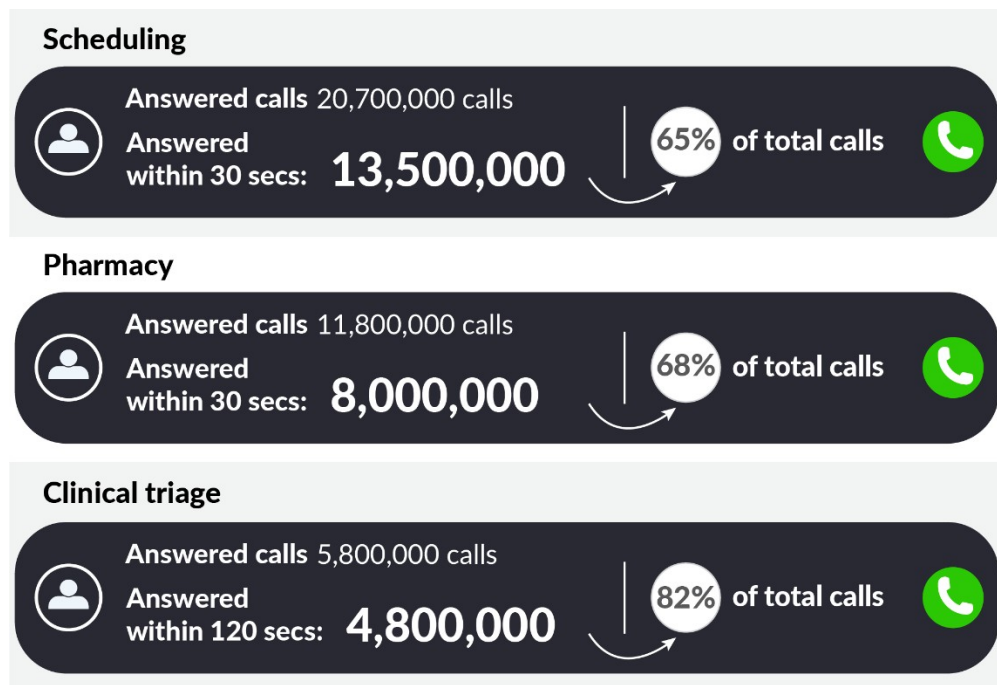 Scheduling
Answered calls 20,700,000 calls
Answered
within 30 secs: 13,500,000
65% of total calls
Pharmacy
Answered calls 11,800,000 calls
Answered
within 30 secs: 8,000,000
68% of total calls
Clinical triage
Answered calls 5,800,000 calls
Answered
within 120 secs: 4,800,000
82% of total calls